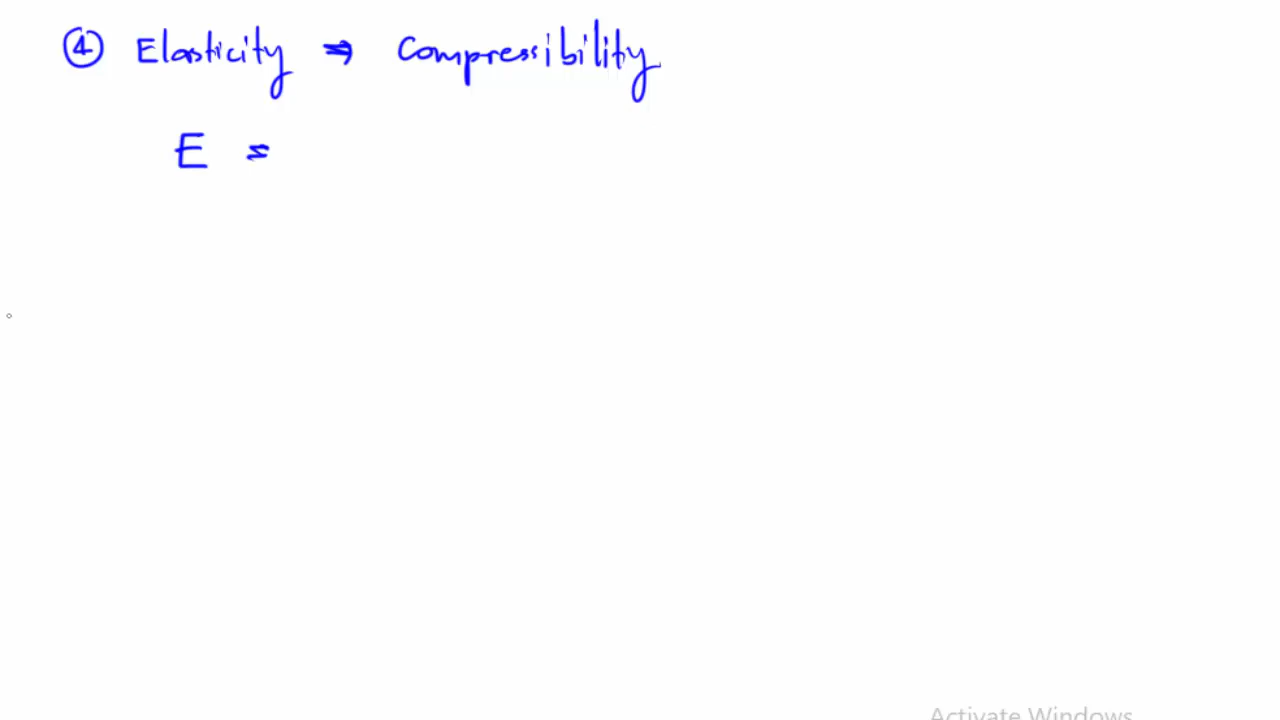 ④ Elasticity ⇒ Compressibility
E =
Activate Windows